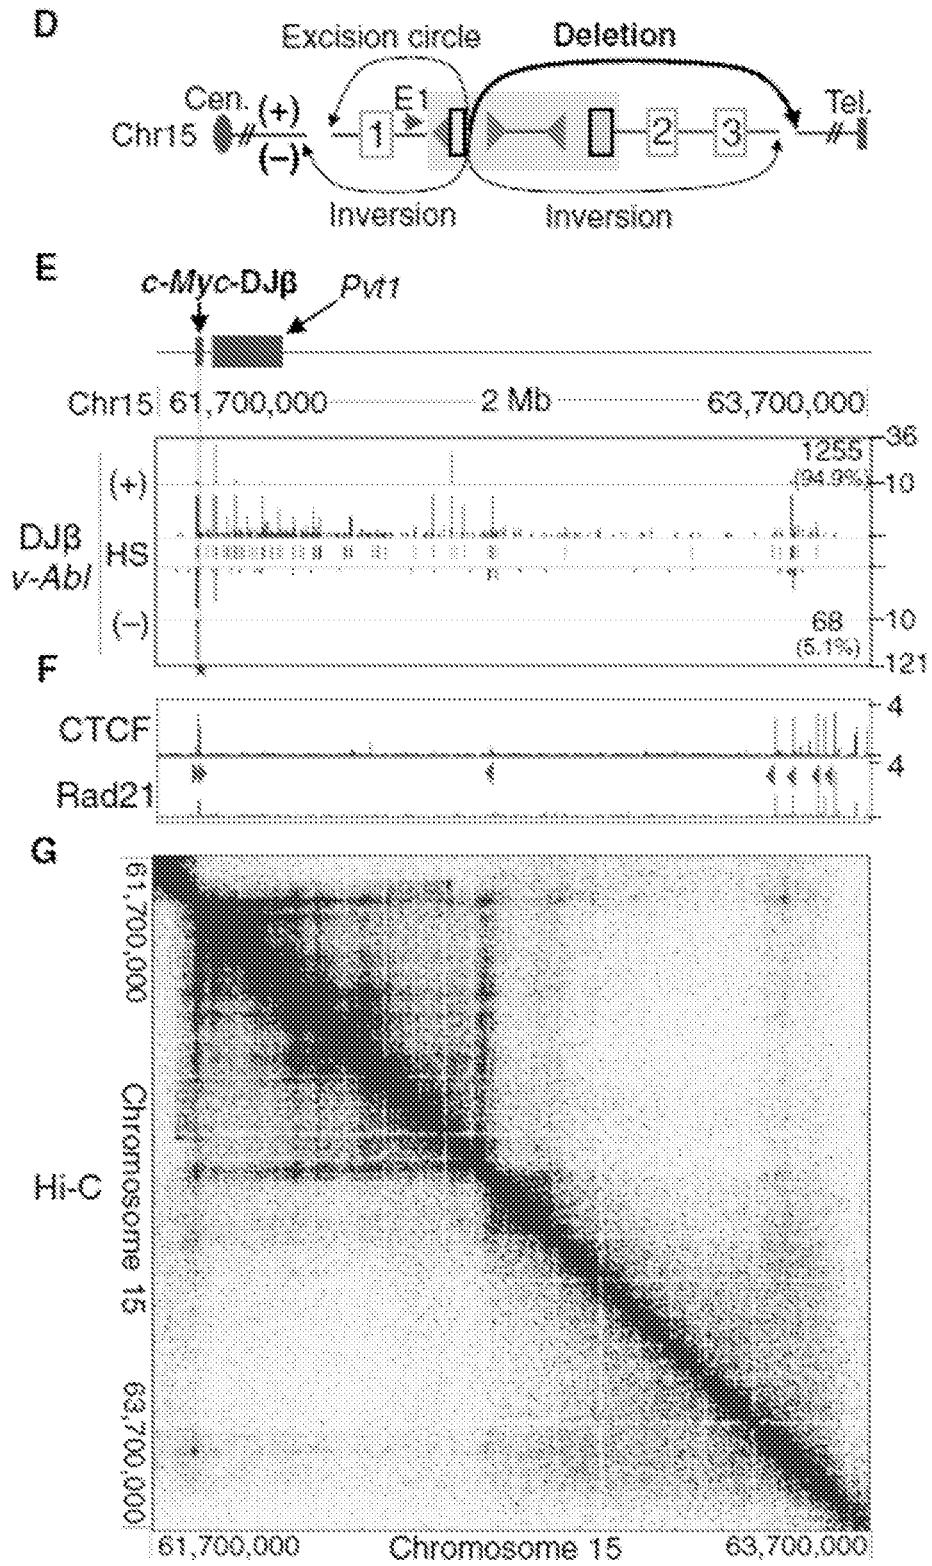 D
Excision circle Deletion
Cen. (+) E1 Tel.
Chr15 1 2 3
(–)
Inversion Inversion
E
c-Myc-DJβ Pvt1
Chr15 61,700,000 2 Mb 63,700,000
36
1255
(+) (94.9%) 10
DJβ HS
v-Abl
(–) 68 10
(5.1%)
121
*
F
CTCF 4
4
Rad21
G
61,700,000
Hi-C Chromosome 15
63,700,000
61,700,000 Chromosome 15 63,700,000